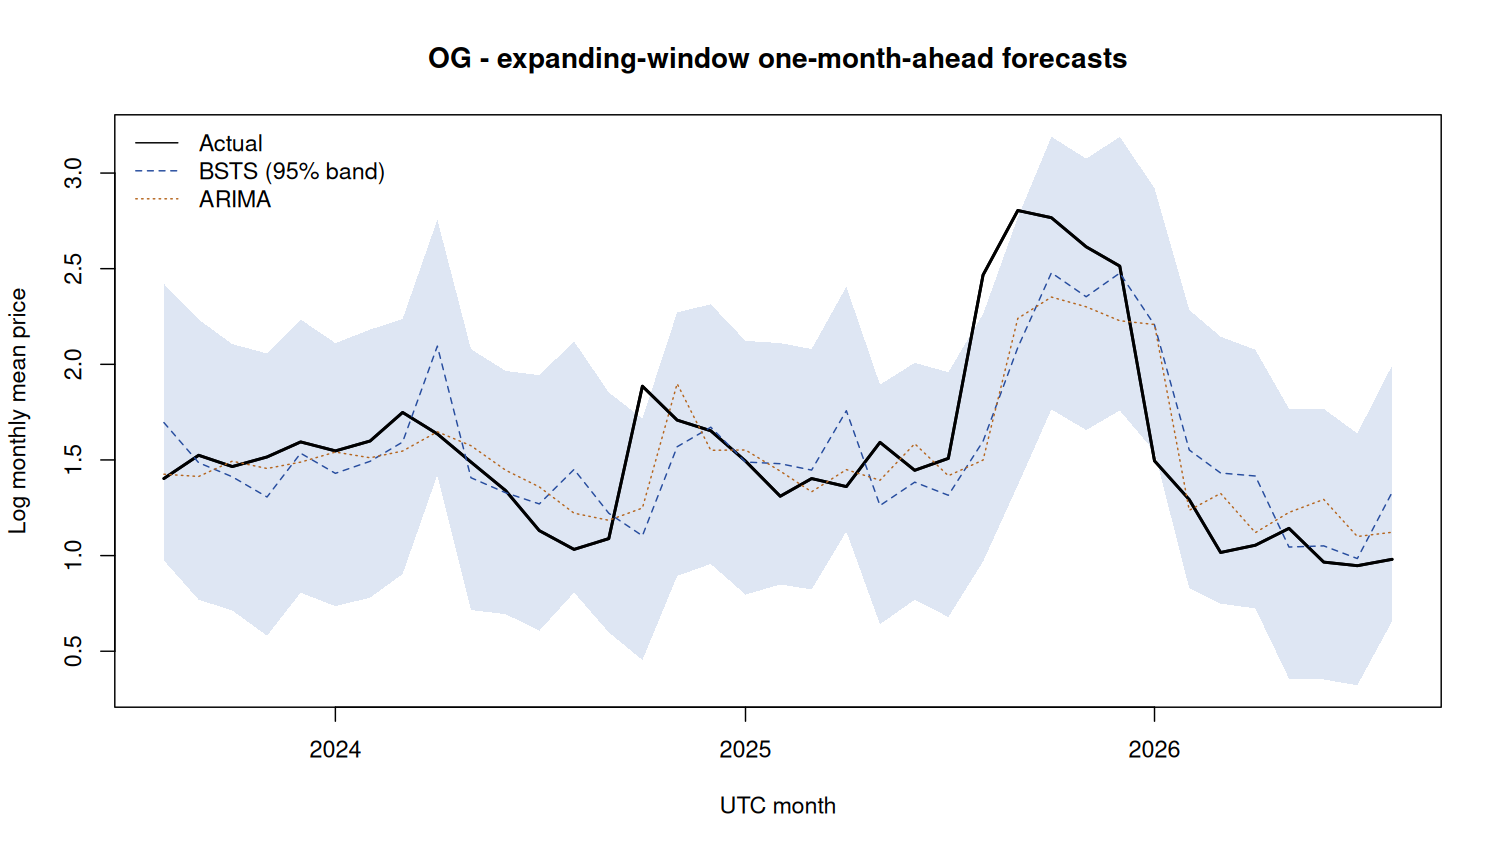 OG - expanding-window one-month-ahead forecasts
Actual
BSTS (95% band)
ARIMA
Log monthly mean price
3.0
2.5
2.0
1.5
1.0
0.5
2024
2025
2026
UTC month